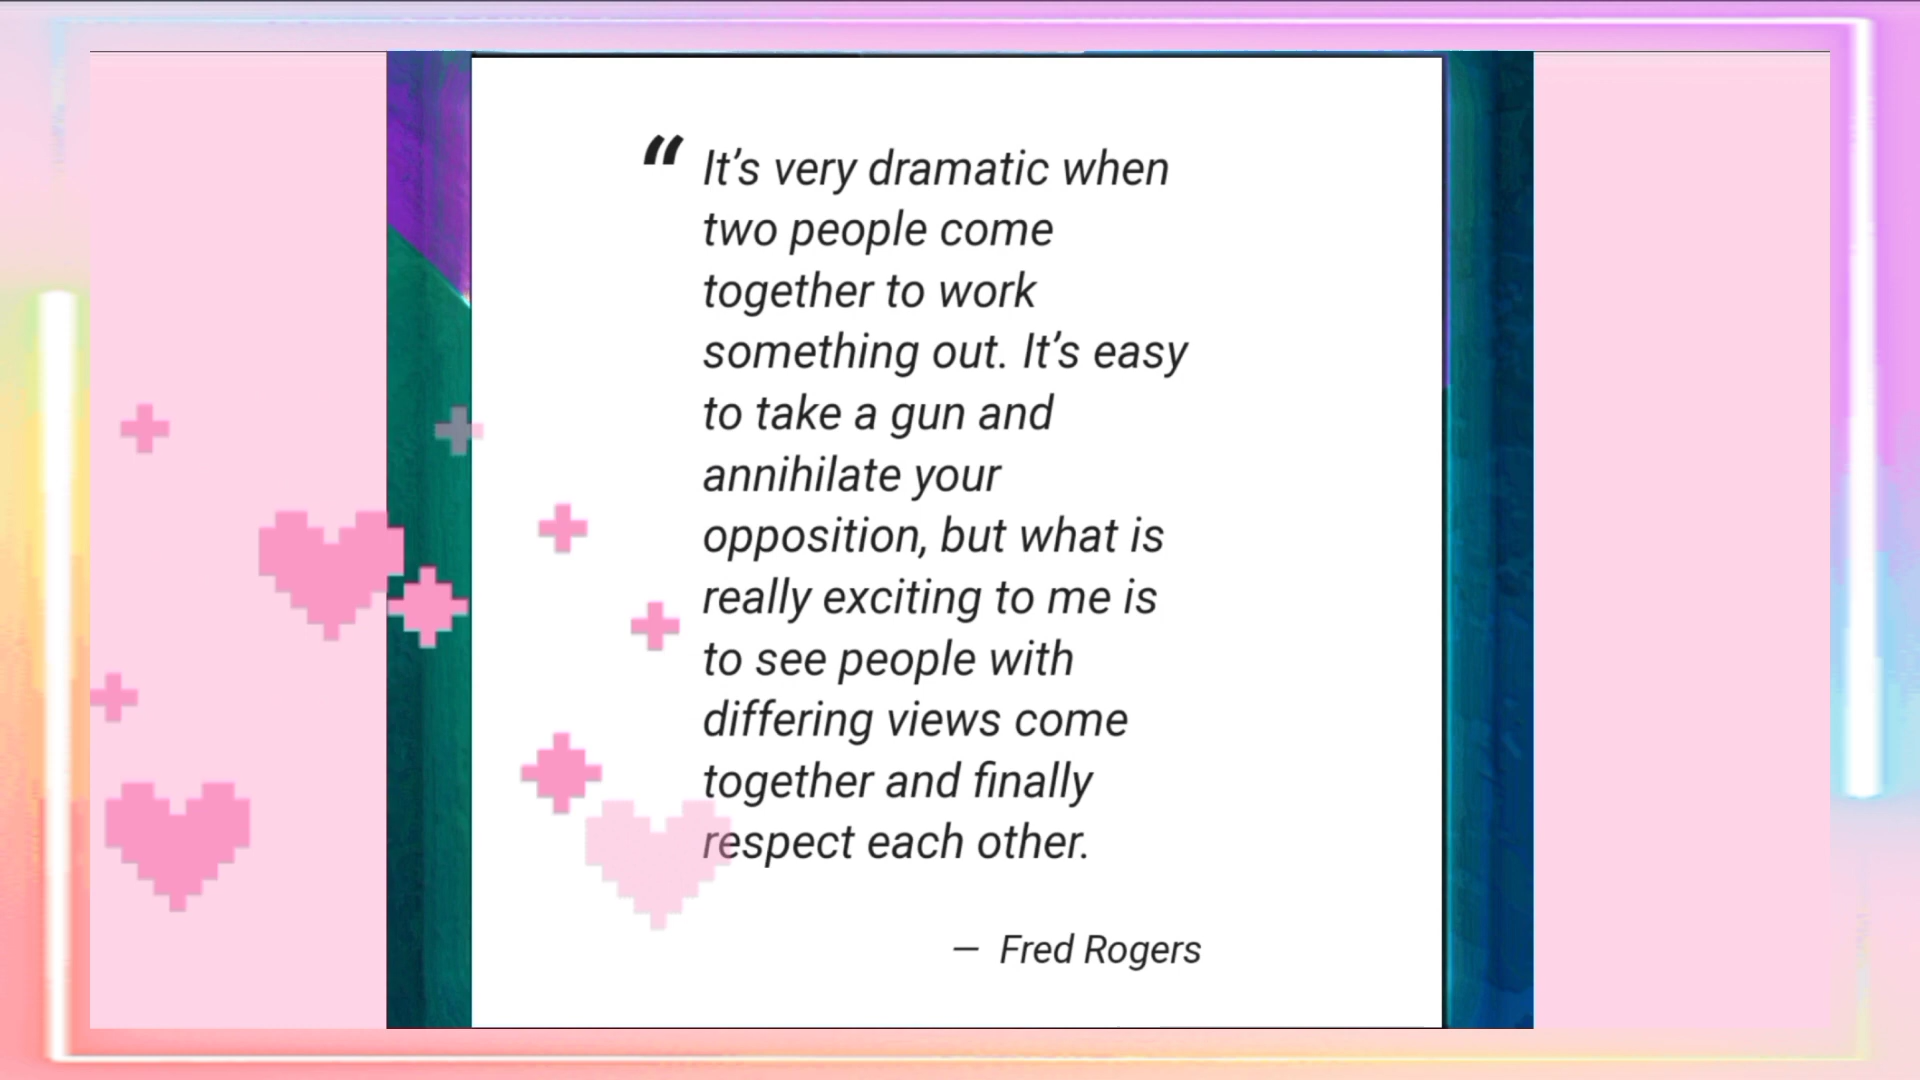 “ It’s very dramatic when
two people come
together to work
something out. It’s easy
to take a gun and
annihilate your
opposition, but what is
really exciting to me is
to see people with
differing views come
together and finally
respect each other.
— Fred Rogers